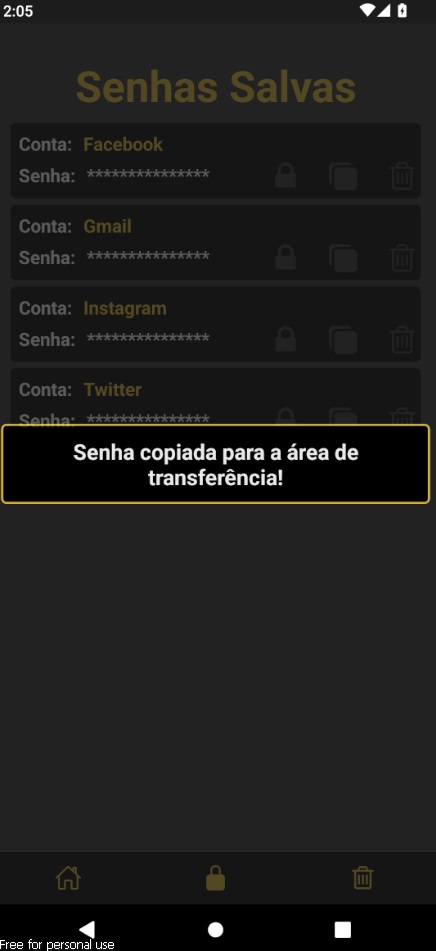 2:05
Senhas Salvas
Conta: Facebook
Senha: ***************
Conta: Gmail
Senha: ***************
Conta: Instagram
Senha: ***************
Conta: Twitter
Senha: ***************
Senha copiada para a área de
transferência!
Free for personal use